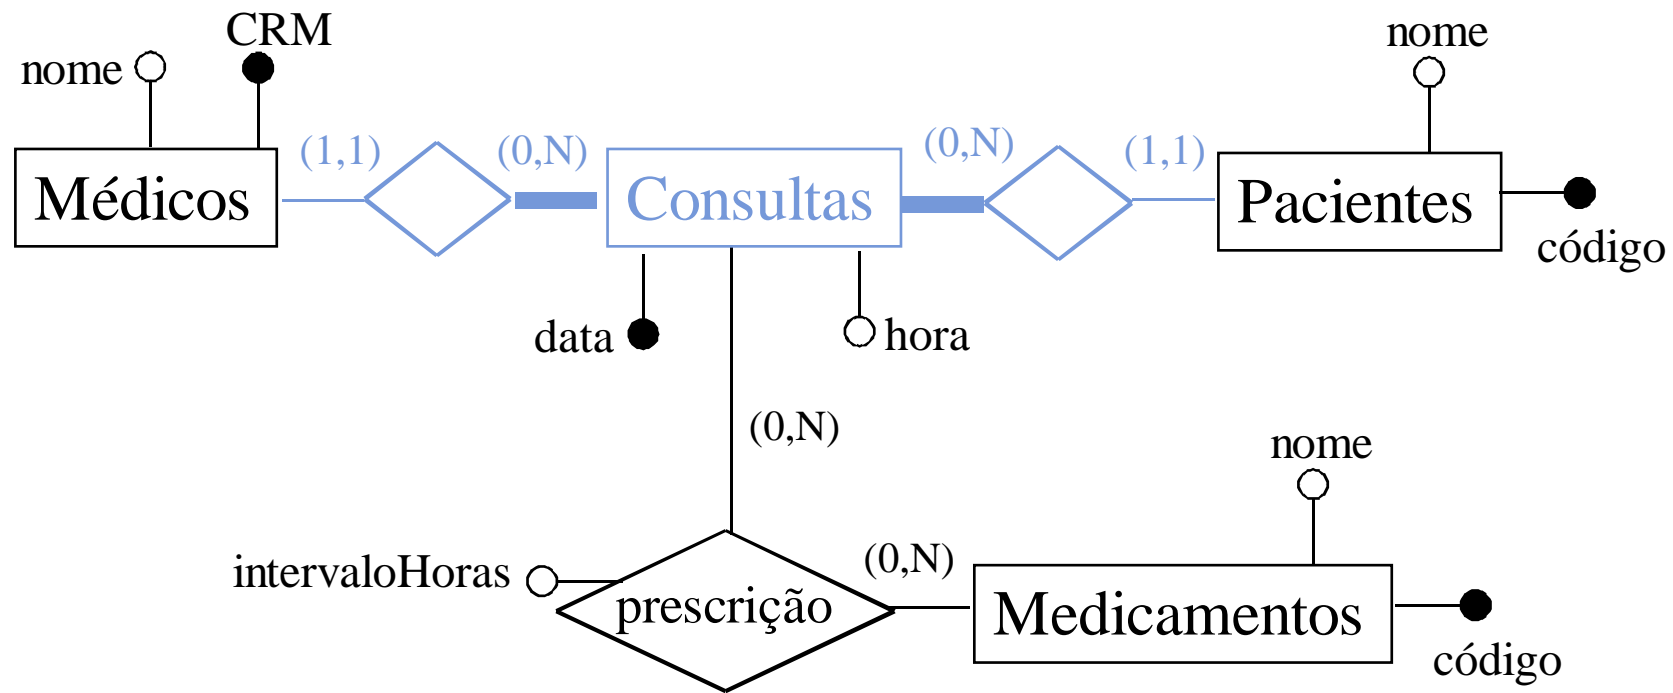 CRM
nome
nome
(1,1)
(0,N)
(0,N)
(1,1)
Médicos
Consultas
Pacientes
código
data
hora
(0,N)
nome
intervaloHoras
(0,N)
prescrição
Medicamentos
código